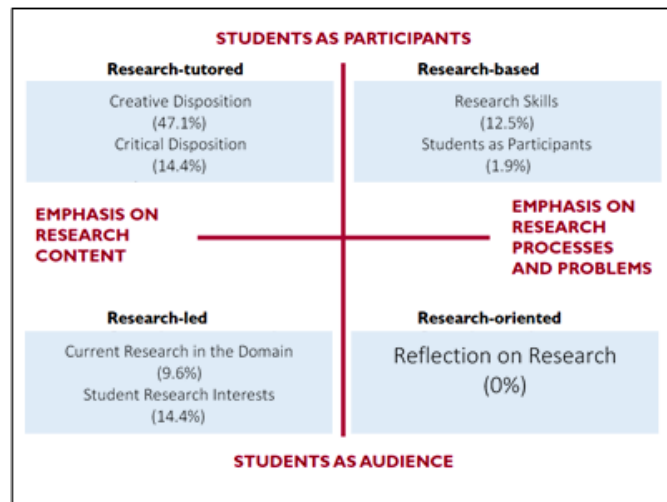 STUDENTS AS PARTICIPANTS
Research-tutored
Creative Disposition
(47.1%)
Critical Disposition
(14.4%)
Research-based
Research Skills
(12.5%)
Students as Participants
(1.9%)
EMPHASIS ON
RESEARCH
CONTENT
EMPHASIS ON
RESEARCH
PROCESSES
AND PROBLEMS
Research-led
Current Research in the Domain
(9.6%)
Student Research Interests
(14.4%)
Research-oriented
Reflection on Research
(0%)
STUDENTS AS AUDIENCE